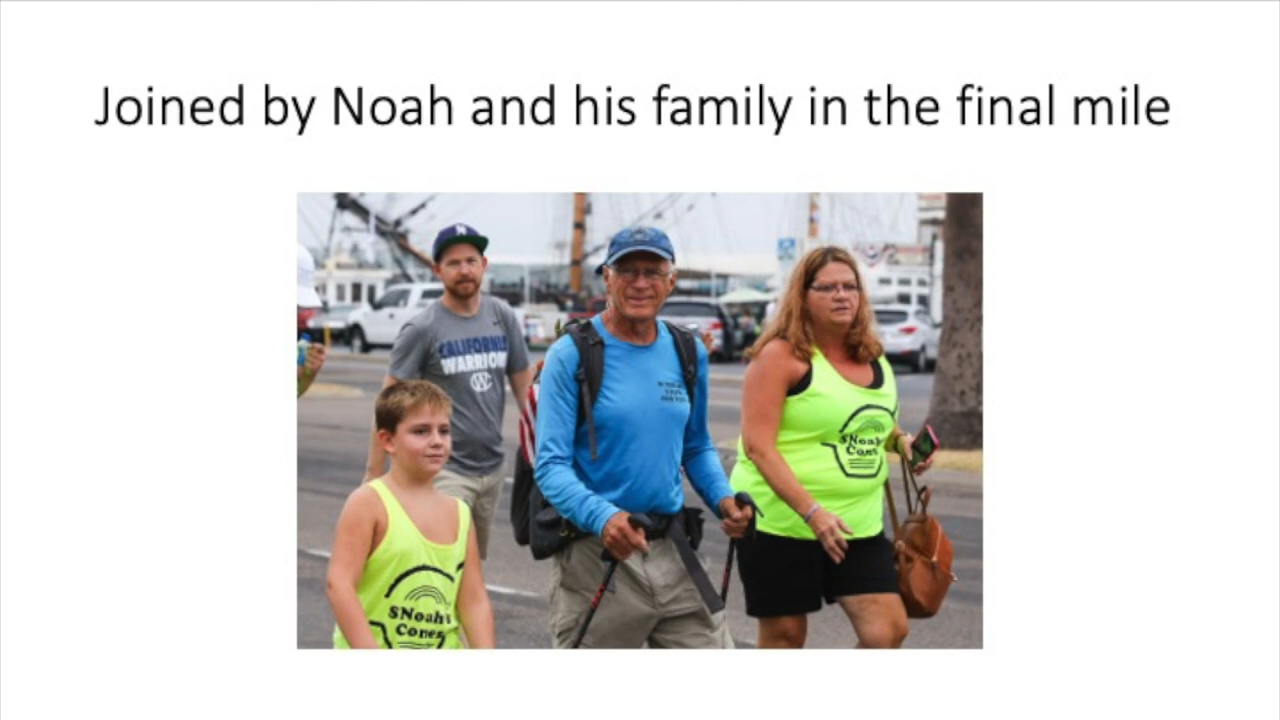 Joined by Noah and his family in the final mile
CALIFORNIA
WARRIORS
SNoah's
Cones
SNoah
Cones